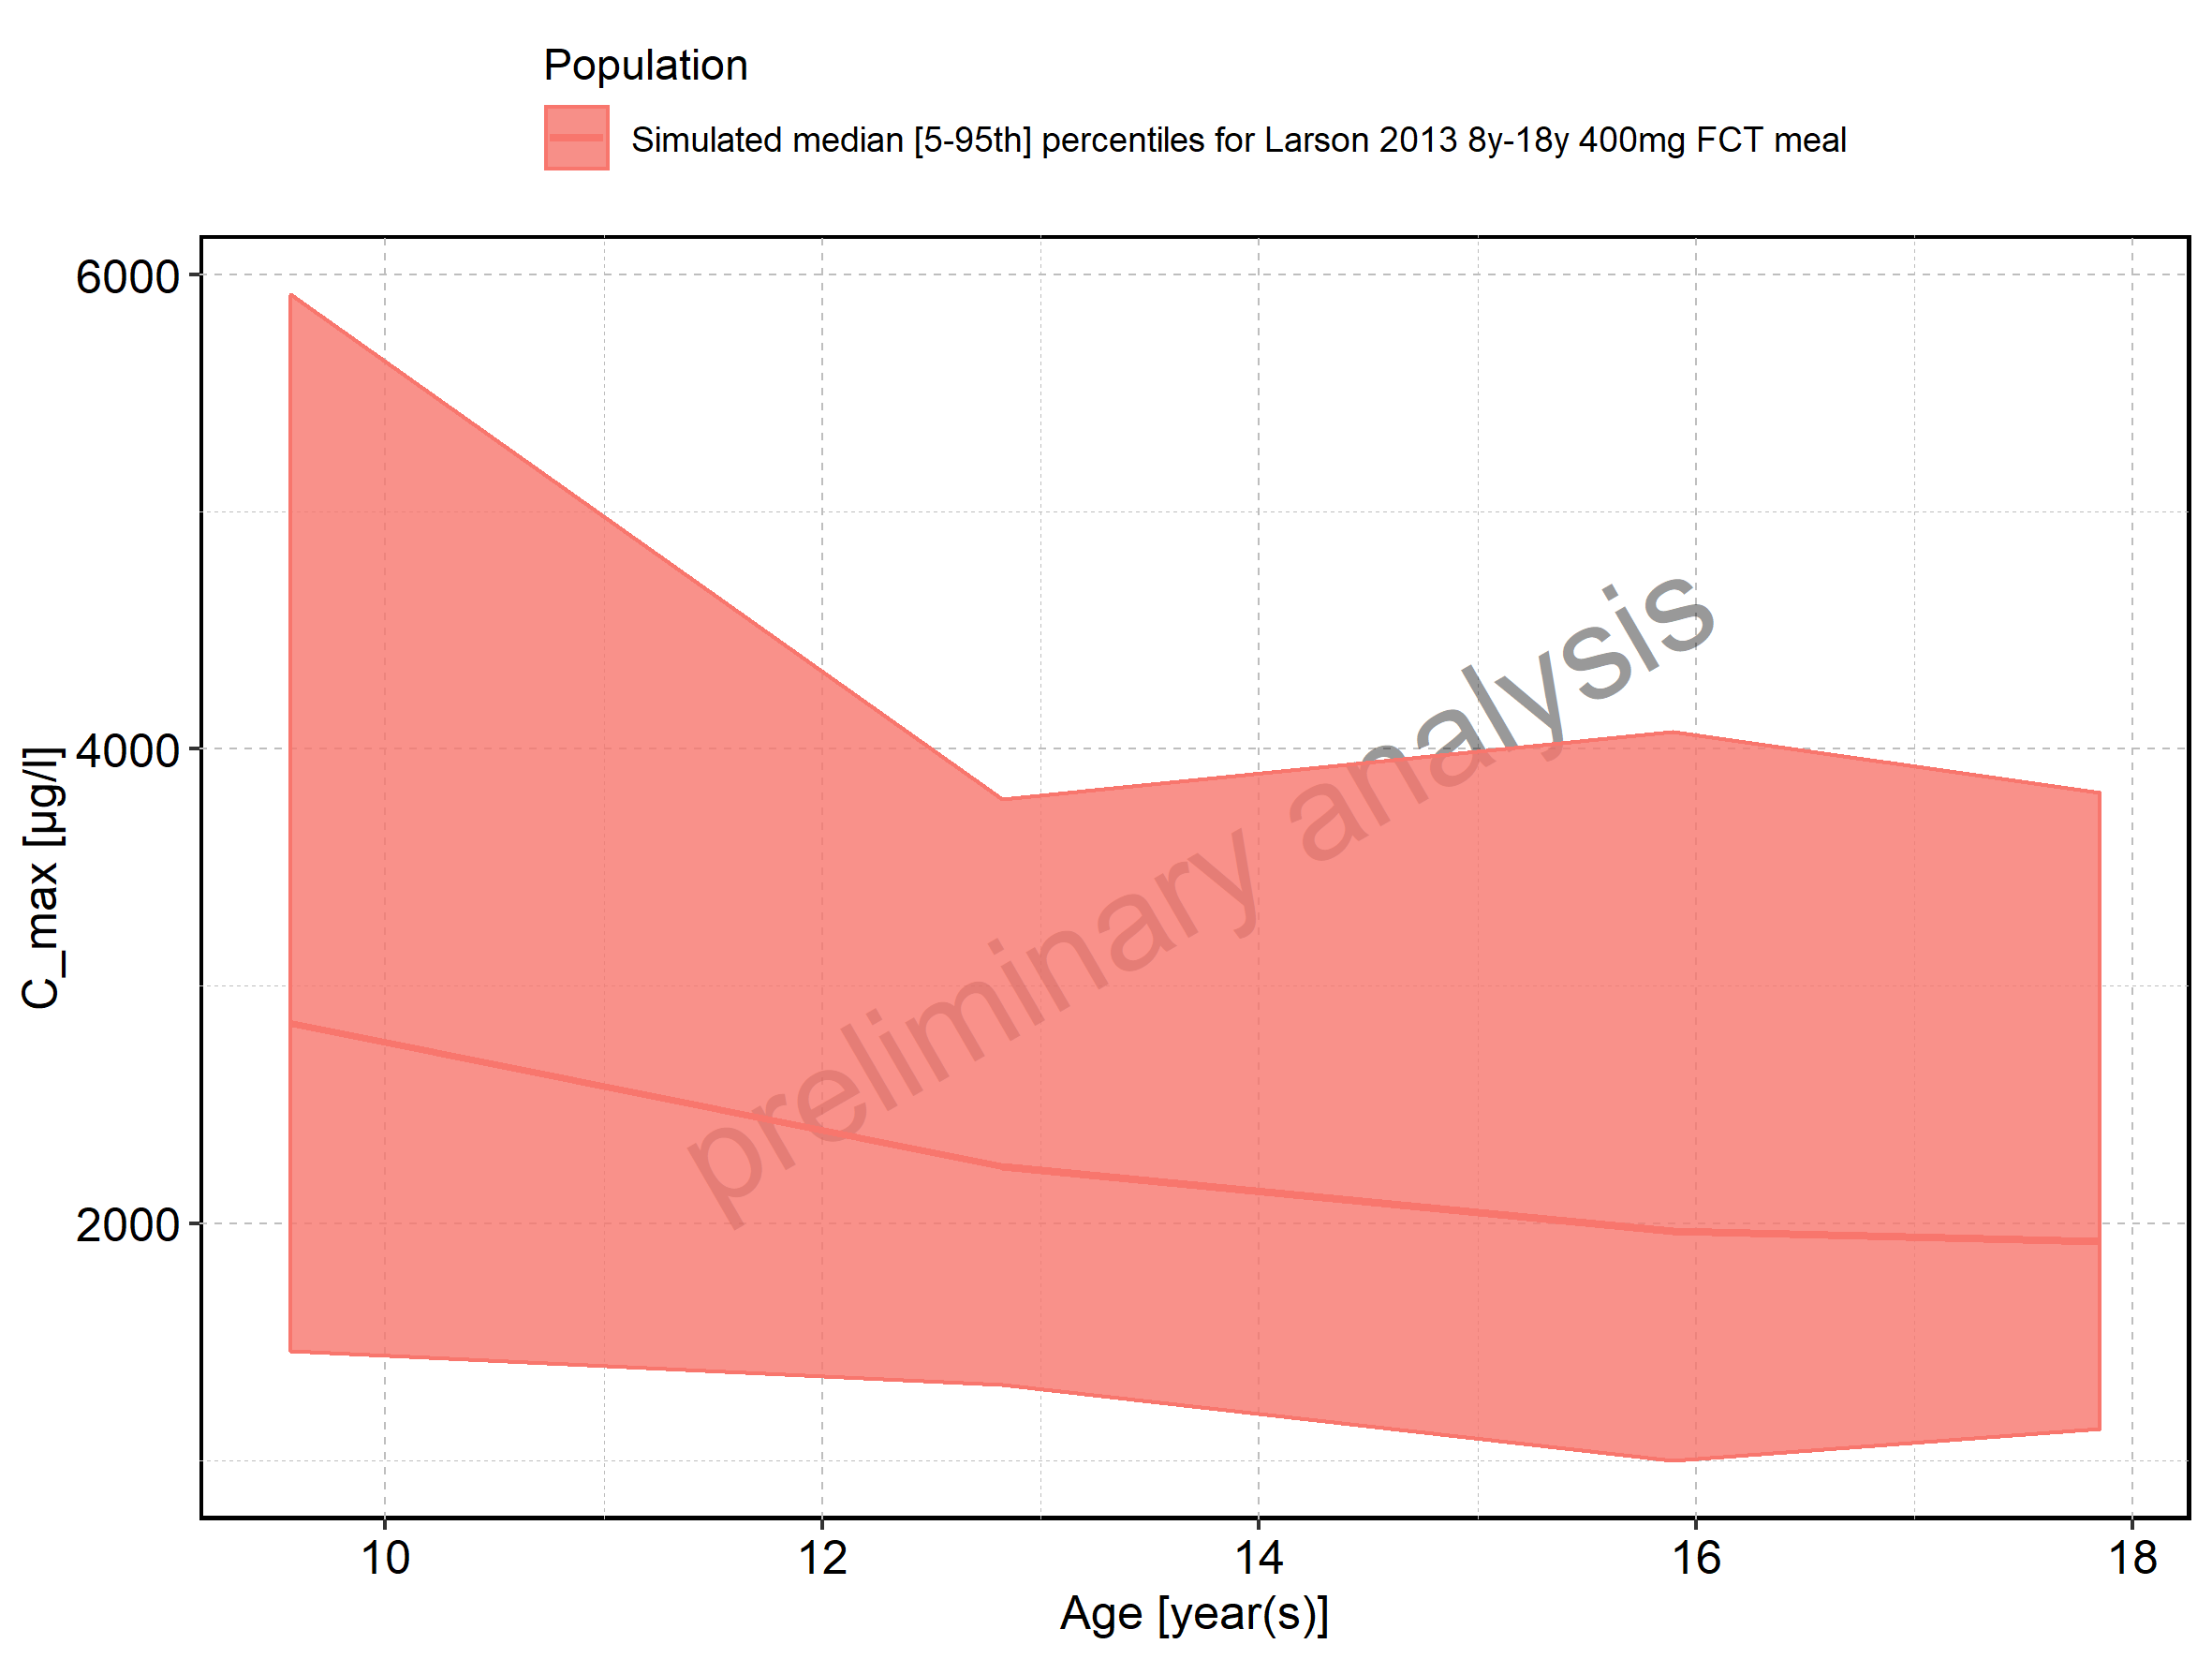 Population
Simulated median [5-95th] percentiles for Larson 2013 8y-18y 400mg FCT meal
6000
4000
2000
C_max [µg/l]
preliminary analysis
10 12 14 16 18
Age [year(s)]